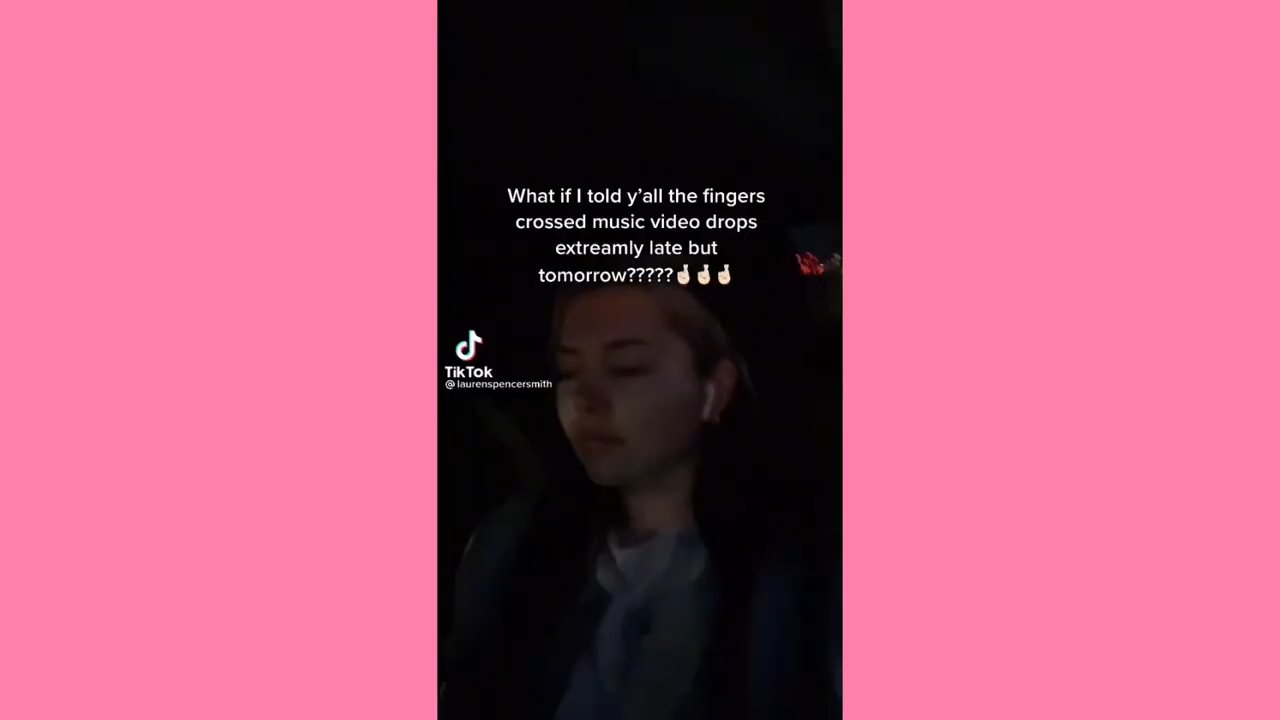 What if I told y’all the fingers
crossed music video drops
extreamly late but
tomorrow?????🤞🏻🤞🏻🤞🏻
TikTok
@laurenspencersmith